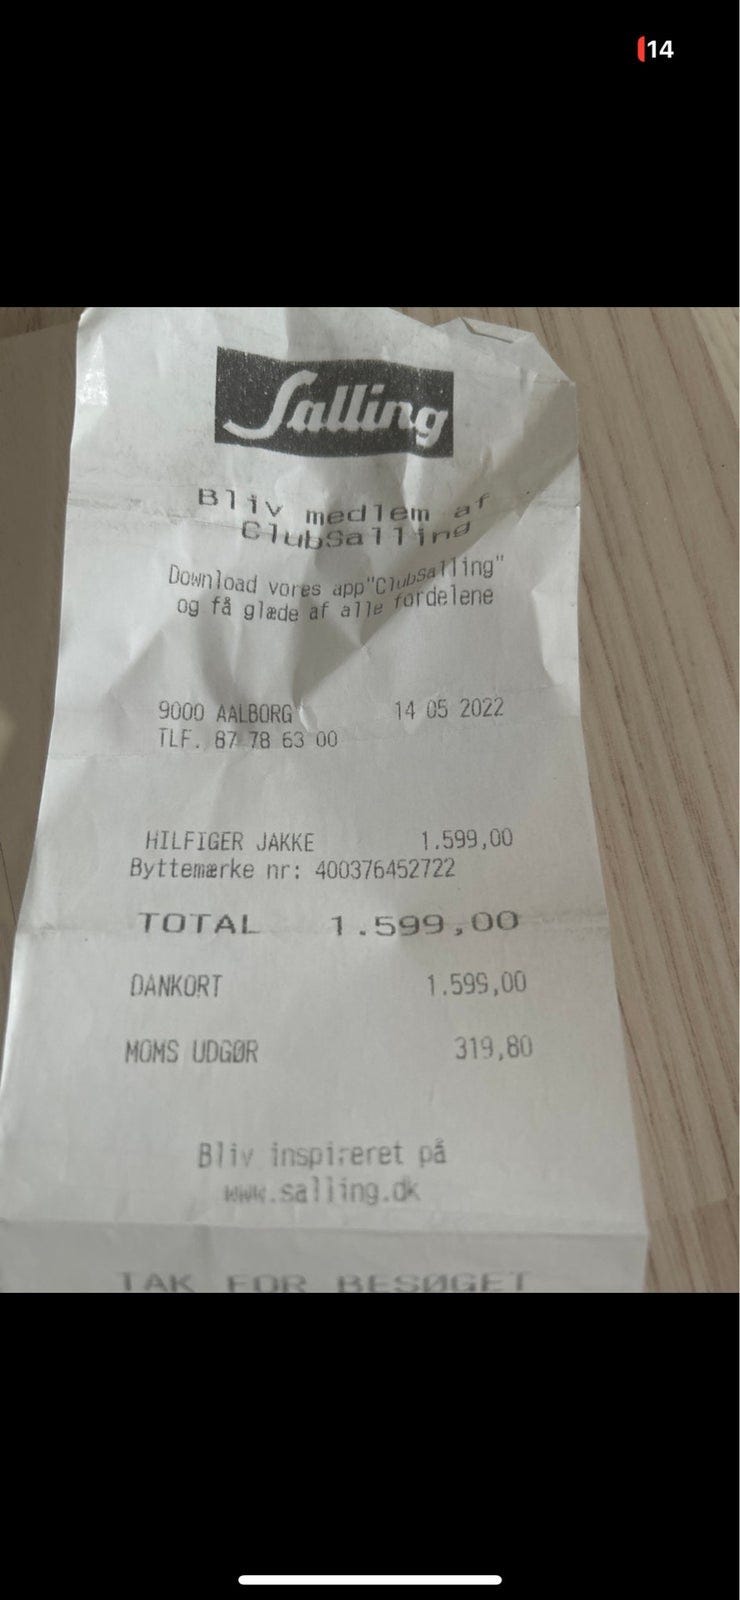 14
Salling
Bliv medlem af
ClubSalling
Download vores app"ClubSalling"
og få glæde af alle fordelene
9000 AALBORG 14 05 2022
TLF. 87 78 63 00
HILFIGER JAKKE 1.599,00
Byttemærke nr: 400376452722
TOTAL 1.599,00
DANKORT 1.599,00
MOMS UDGØR 319,80
Bliv inspireret på
www.salling.dk
TAK FOR BESØGET